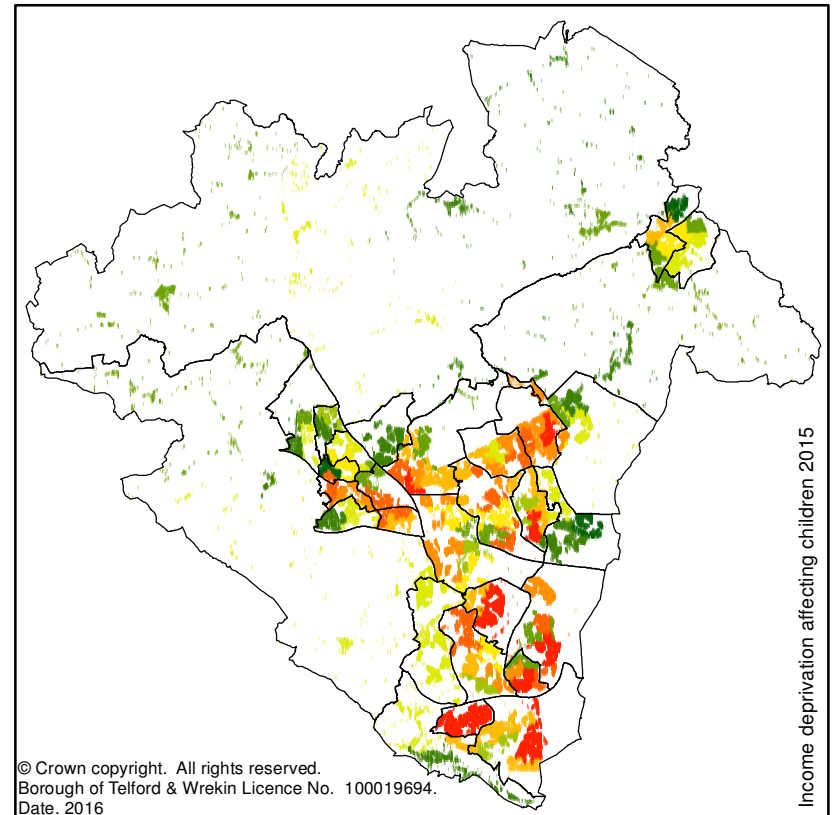 Income deprivation affecting children 2015
© Crown copyright.  All rights reserved.
Borough of Telford & Wrekin Licence No.  100019694.
Date. 2016